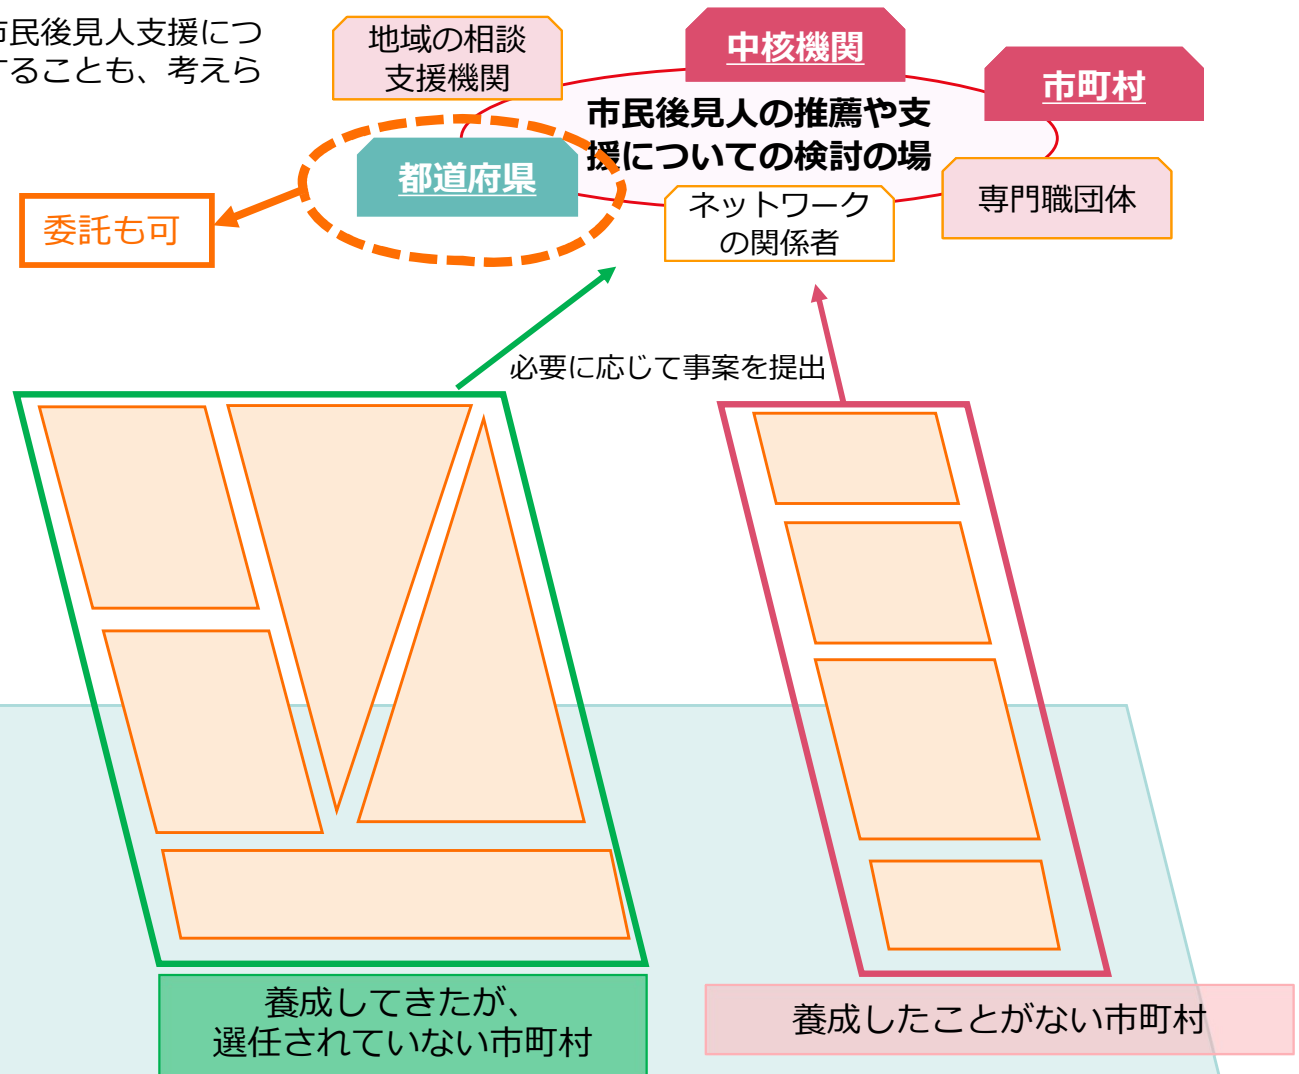 市民後見人支援につ
することも、考えら
地域の相談
支援機関
中核機関
市町村
市民後見人の推薦や支
援についての検討の場
都道府県
専門職団体
ネットワーク
の関係者
委託も可
必要に応じて事案を提出
養成してきたが、
選任されていない市町村
養成したことがない市町村